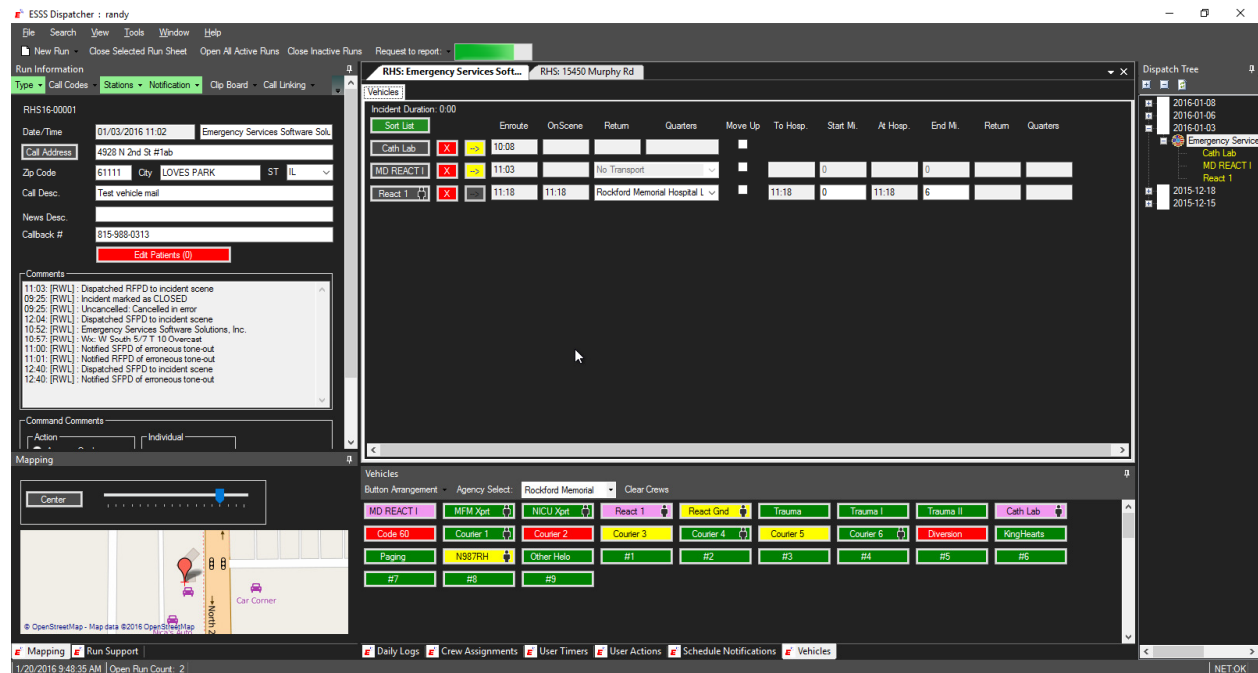 ESSS Dispatcher : randy
File Search View Tools Window Help
New Run Close Selected Run Sheet Open All Active Runs Close Inactive Runs Request to report:
Run Information
Type Call Codes Stations Notification Clip Board Call Linking
RHS16-00001
Date/Time 01/03/2016 11:02 Emergency Services Software Solu
Call Address 4928 N 2nd St #1ab
Zip Code 61111 City LOVES PARK ST IL
Call Desc. Test vehicle mail
News Desc.
Callback # 815-988-0313
Edit Patients (0)
Comments
11:03: [RWL] : Dispatched RFPD to incident scene
09:25: [RWL] : Incident marked as CLOSED
09:25: [RWL] : Uncancelled: Cancelled in error
12:04: [RWL] : Dispatched SFPD to incident scene
10:52: [RWL] : Emergency Services Software Solutions, Inc.
10:57: [RWL] : Wx: W South 5/7 T 10 Overcast
11:00: [RWL] : Notified SFPD of erroneous tone-out
11:01: [RWL] : Notified RFPD of erroneous tone-out
12:40: [RWL] : Dispatched SFPD to incident scene
12:40: [RWL] : Notified SFPD of erroneous tone-out
Command Comments
Action Individual
Mapping
Center
Car Corner
North 2
Nica's Auto
© OpenStreetMap - Map data ©2016 OpenStreetMap
Mapping Run Support
RHS: Emergency Services Soft... RHS: 15450 Murphy Rd
Vehicles
Incident Duration: 0:00
Sort List Enroute OnScene Return Quarters Move Up To Hosp. Start Mi. At Hosp. End Mi. Return Quarters
Cath Lab X --> 10:08
MD REACT I X --> 11:03 No Transport 0 0
React 1 X --> 11:18 11:18 Rockford Memorial Hospital L 11:18 0 11:18 6
Vehicles
Button Arrangement Agency Select: Rockford Memorial Clear Crews
MD REACT I MFM Xprt NICU Xprt React 1 React Gnd Trauma Trauma I Trauma II Cath Lab
Code 60 Courier 1 Courier 2 Courier 3 Courier 4 Courier 5 Courier 6 Diversion KingHearts
Paging N987RH Other Helo #1 #2 #3 #4 #5 #6
#7 #8 #9
Daily Logs Crew Assignments User Timers User Actions Schedule Notifications Vehicles
Dispatch Tree
2016-01-08
2016-01-06
2016-01-03
Emergency Service
Cath Lab
MD REACT I
React 1
2015-12-18
2015-12-15
1/20/2016 9:48:35 AM Open Run Count: 2 NET:OK